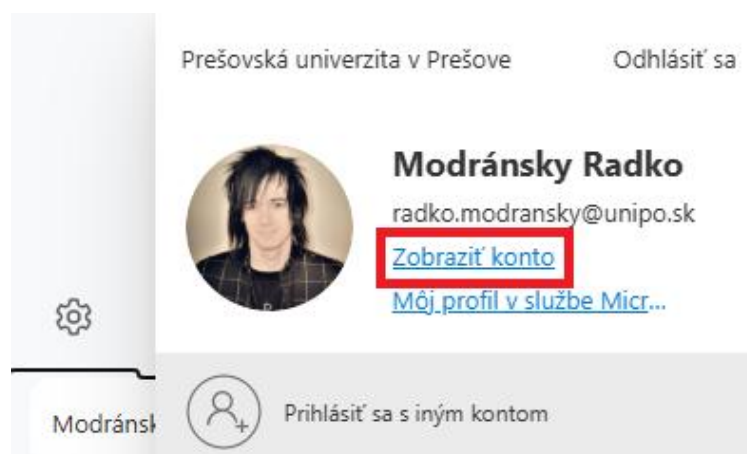 Prešovská univerzita v Prešove Odhlásiť sa
Modránsky Radko
radko.modransky@unipo.sk
Zobraziť konto
Môj profil v službe Micr...
Modráns
Prihlásiť sa s iným kontom